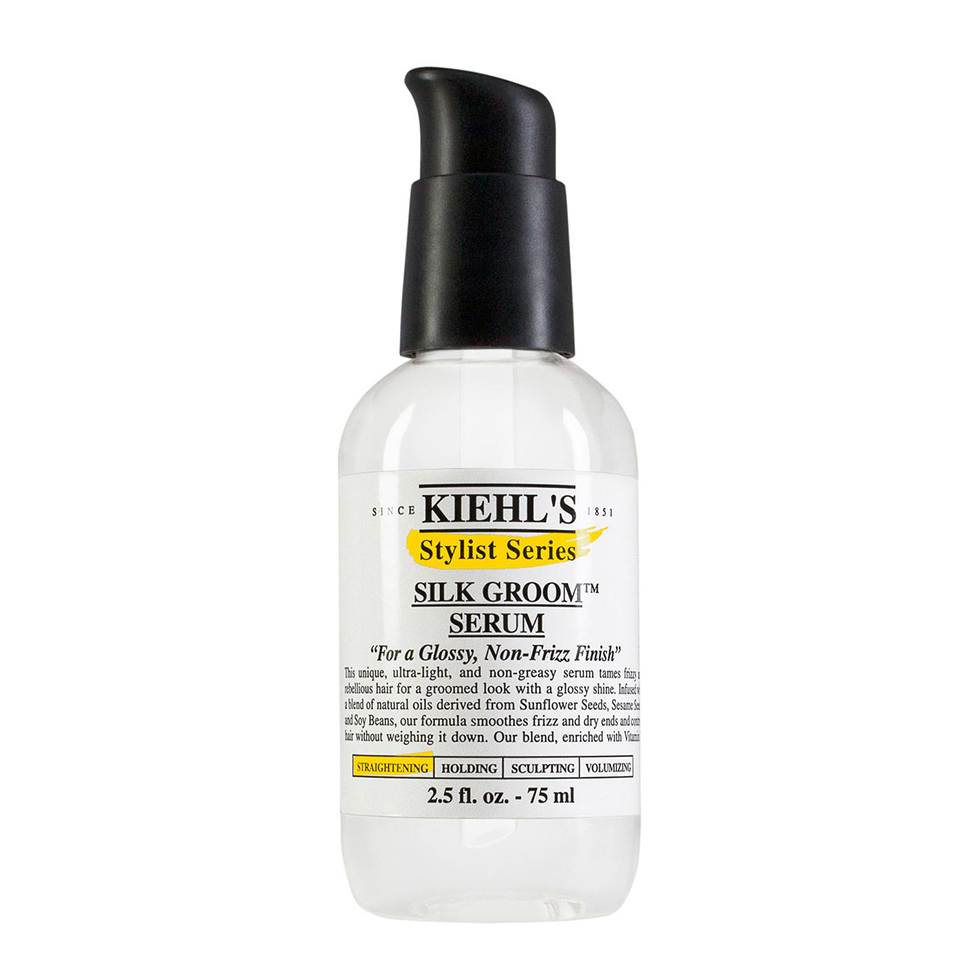 SINCE KIEHL'S 1851
Stylist Series
SILK GROOM™
SERUM
“For a Glossy, Non-Frizz Finish”
This unique, ultra-light, and non-greasy serum tames frizzy
rebellious hair for a groomed look with a glossy shine. Infused
a blend of natural oils derived from Sunflower Seeds, Sesame
and Soy Beans, our formula smoothes frizz and dry ends and
hair without weighing it down. Our blend, enriched with
STRAIGHTENING HOLDING SCULPTING VOLUMIZING
2.5 fl. oz. - 75 ml